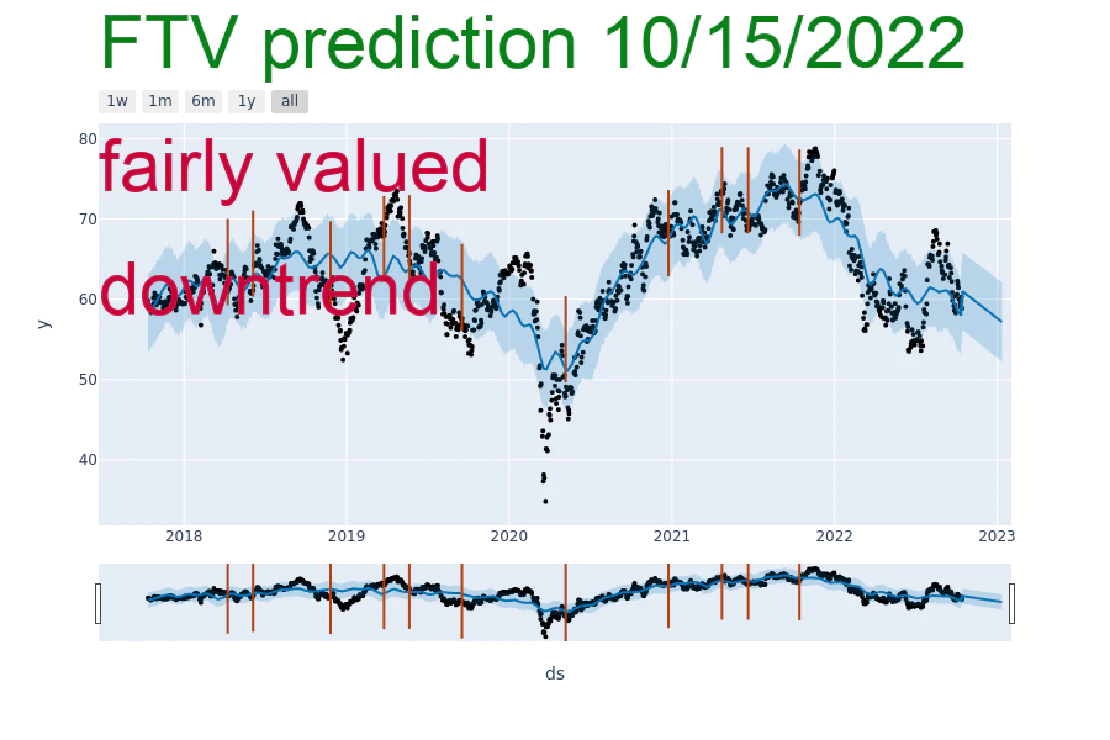 FTV prediction 10/15/2022
1w 1m 6m 1y all
80
fairly valued
70
downtrend
60
50
40
y
2018 2019 2020 2021 2022 2023
ds